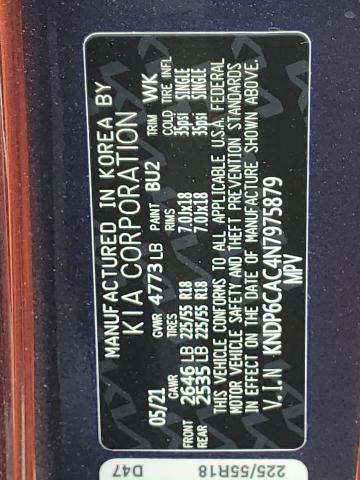 MANUFACTURED IN KOREA BY
KIA CORPORATION
05/21 GVWR 4773 LB PAINT BU2 TRIM WK
GAWR TIRES RIMS COLD TIRE INFL
FRONT 2646 LB 225/55 R18 7.0Jx18 35psi SINGLE
REAR 2535 LB 225/55 R18 7.0Jx18 35psi SINGLE
THIS VEHICLE CONFORMS TO ALL APPLICABLE U.S.A. FEDERAL
MOTOR VEHICLE SAFETY AND THEFT PREVENTION STANDARDS
IN EFFECT ON THE DATE OF MANUFACTURE SHOWN ABOVE.
V.I.N KNDP6CAC4N7975879
MPV
D47
225/55R18